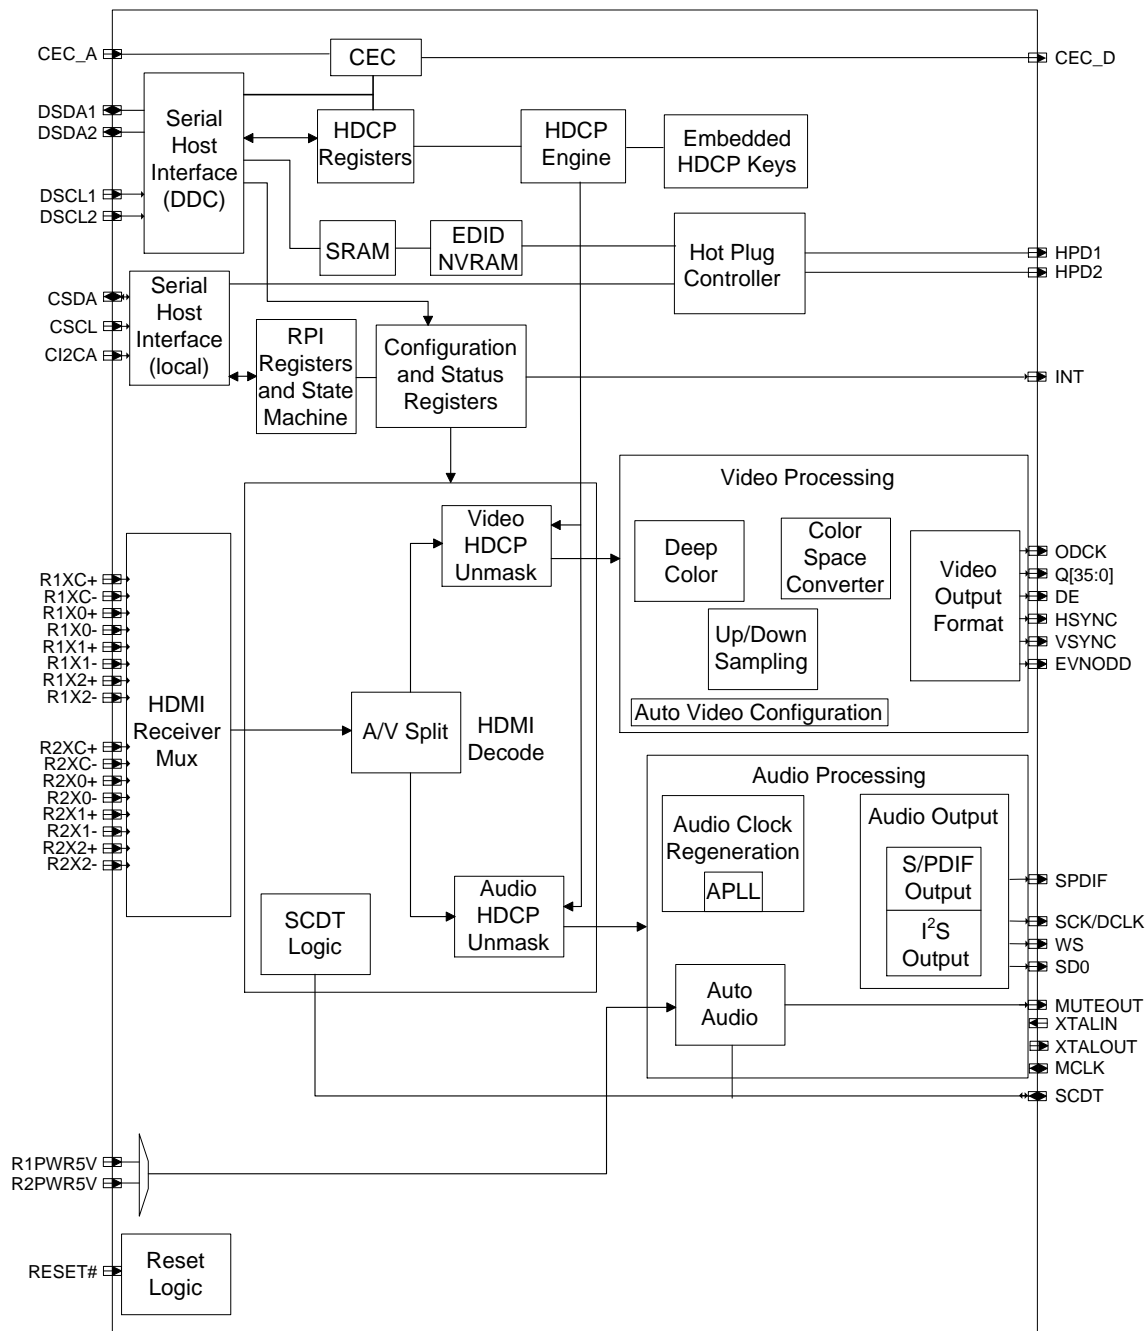 CEC_A
CEC
CEC_D
DSDA1
DSDA2
DSCL1
DSCL2
Serial
Host
Interface
(DDC)
HDCP
Registers
HDCP
Engine
Embedded
HDCP Keys
SRAM
EDID
NVRAM
Hot Plug
Controller
HPD1
HPD2
CSDA
CSCL
CI2CA
Serial
Host
Interface
(local)
RPI
Registers
and State
Machine
Configuration
and Status
Registers
INT
R1XC+
R1XC-
R1X0+
R1X0-
R1X1+
R1X1-
R1X2+
R1X2-
R2XC+
R2XC-
R2X0+
R2X0-
R2X1+
R2X1-
R2X2+
R2X2-
HDMI
Receiver
Mux
Video
HDCP
Unmask
A/V Split
HDMI
Decode
Audio
HDCP
Unmask
SCDT
Logic
Video Processing
Deep
Color
Color
Space
Converter
Up/Down
Sampling
Auto Video Configuration
Video
Output
Format
ODCK
Q[35:0]
DE
HSYNC
VSYNC
EVNODD
Audio Processing
Audio Clock
Regeneration
APLL
Audio Output
S/PDIF
Output
I²S
Output
Auto
Audio
SPDIF
SCK/DCLK
WS
SD0
MUTEOUT
XTALIN
XTALOUT
MCLK
SCDT
R1PWR5V
R2PWR5V
RESET#
Reset
Logic